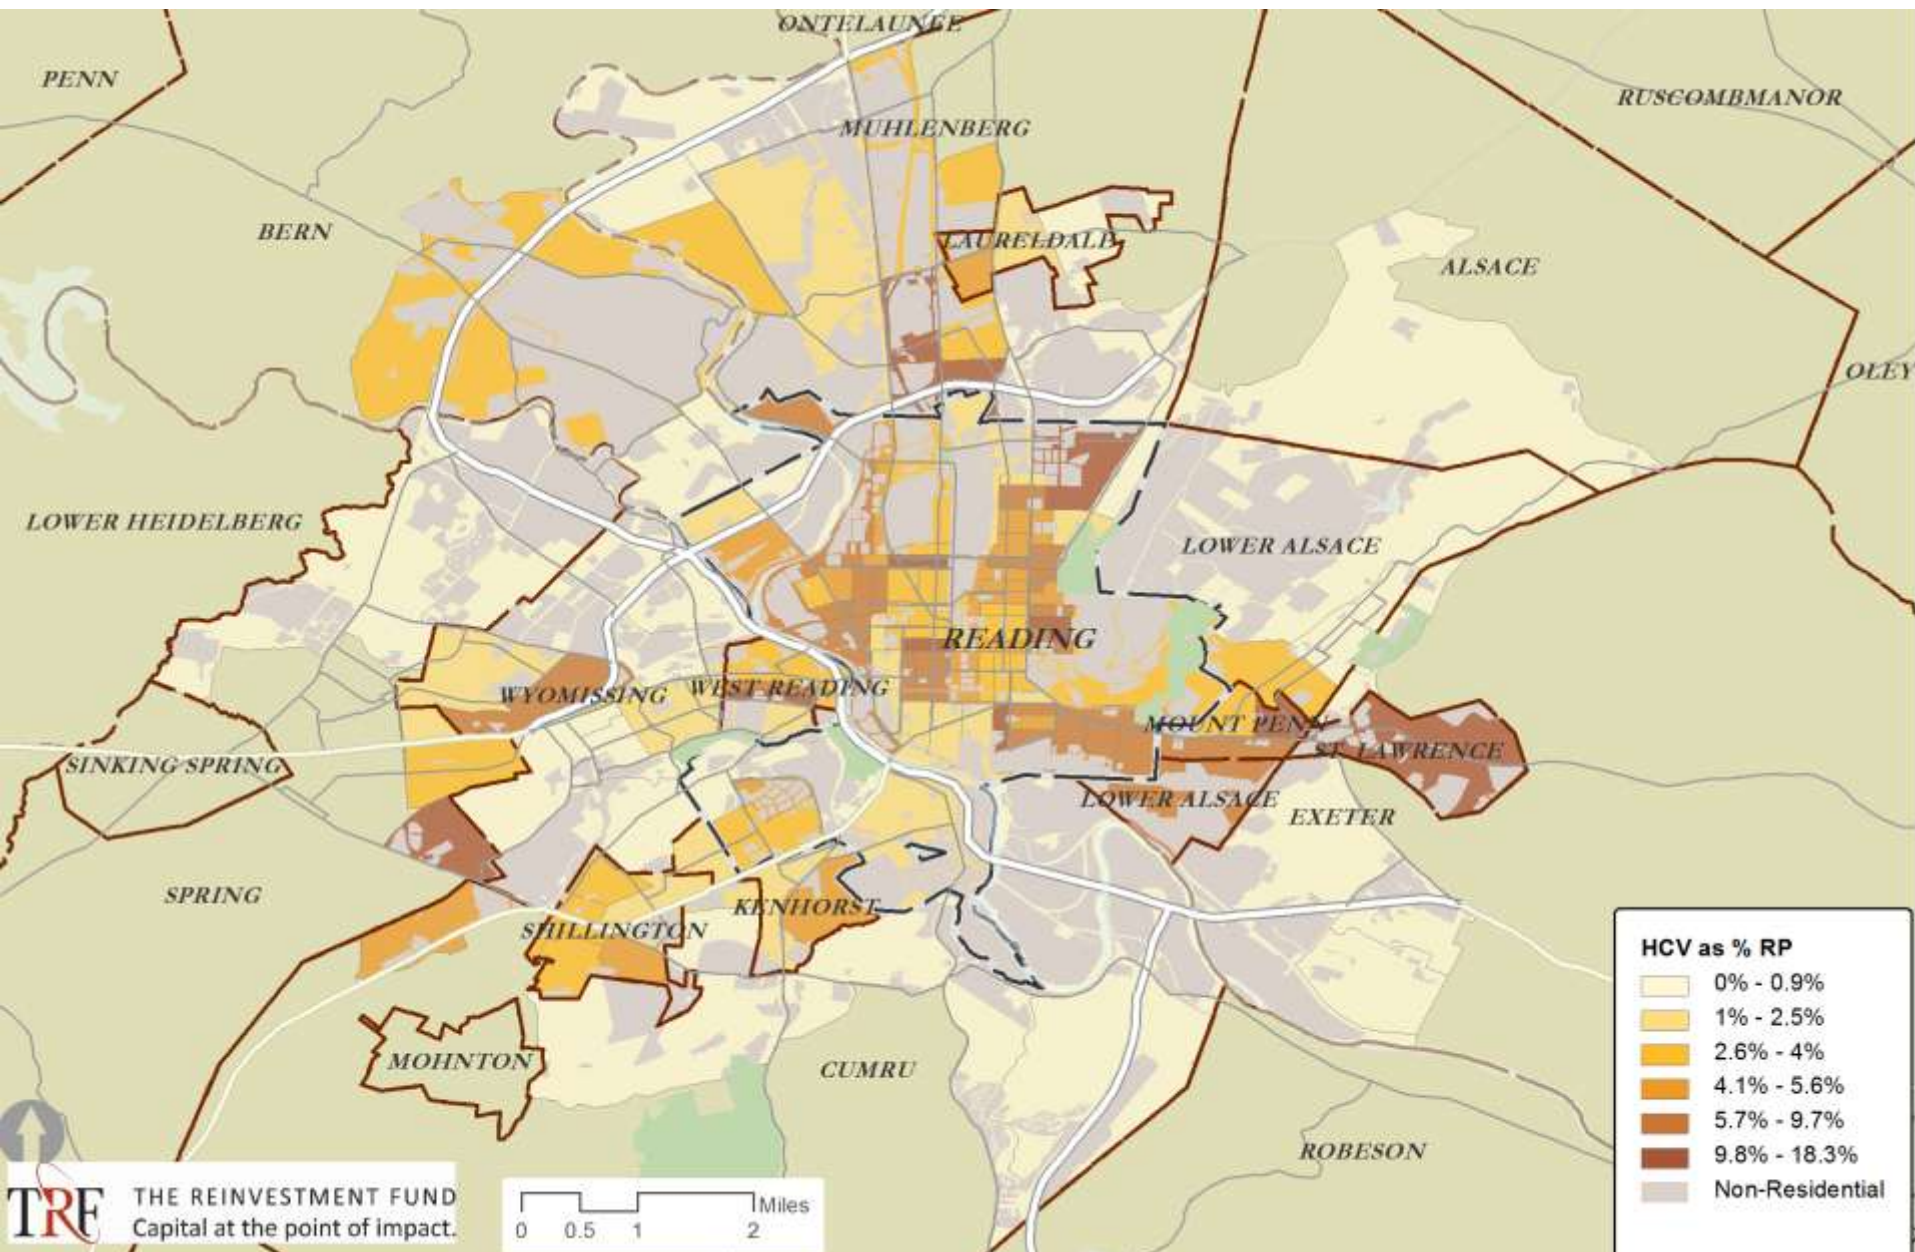 ONTELAUNEE
PENN
RUSCOMBMANOR
MUHLENBERG
BERN
LAURELDALE
ALSACE
OLEY
LOWER HEIDELBERG
LOWER ALSACE
READING
WYOMISSING
WEST READING
MOUNT PENN
ST. LAWRENCE
SINKING SPRING
LOWER ALSACE
EXETER
SPRING
KENHORST
SHILLINGTON
MOHNTON
CUMRU
ROBESON
HCV as % RP
0% - 0.9%
1% - 2.5%
2.6% - 4%
4.1% - 5.6%
5.7% - 9.7%
9.8% - 18.3%
Non-Residential
TRF
THE REINVESTMENT FUND
Capital at the point of impact.
Miles
0 0.5 1 2